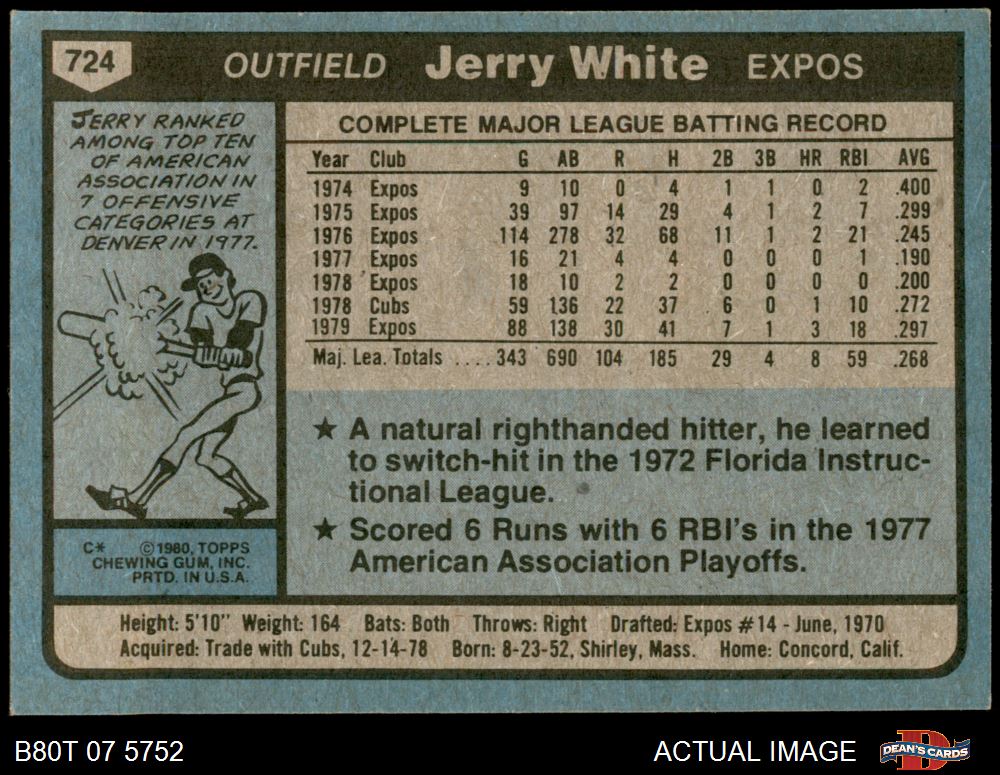 724 OUTFIELD Jerry White EXPOS
JERRY RANKED
AMONG TOP TEN
OF AMERICAN
ASSOCIATION IN
7 OFFENSIVE
CATEGORIES AT
DENVER IN 1977.
COMPLETE MAJOR LEAGUE BATTING RECORD
Year Club G AB R H 2B 3B HR RBI AVG
1974 Expos 9 10 0 4 1 1 0 2 .400
1975 Expos 39 97 14 29 4 1 2 7 .299
1976 Expos 114 278 32 68 11 1 2 21 .245
1977 Expos 16 21 4 4 0 0 0 1 .190
1978 Expos 18 10 2 2 0 0 0 0 .200
1978 Cubs 59 136 22 37 6 0 1 10 .272
1979 Expos 88 138 30 41 7 1 3 18 .297
Maj. Lea. Totals .... 343 690 104 185 29 4 8 59 .268
★ A natural righthanded hitter, he learned
to switch-hit in the 1972 Florida Instruc-
tional League.
★ Scored 6 Runs with 6 RBI's in the 1977
American Association Playoffs.
C* ©1980, TOPPS
CHEWING GUM, INC.
PRTD. IN U.S.A.
Height: 5'10" Weight: 164 Bats: Both Throws: Right Drafted: Expos #14 - June, 1970
Acquired: Trade with Cubs, 12-14-78 Born: 8-23-52, Shirley, Mass. Home: Concord, Calif.
B80T 07 5752 ACTUAL IMAGE D DEAN'S CARDS